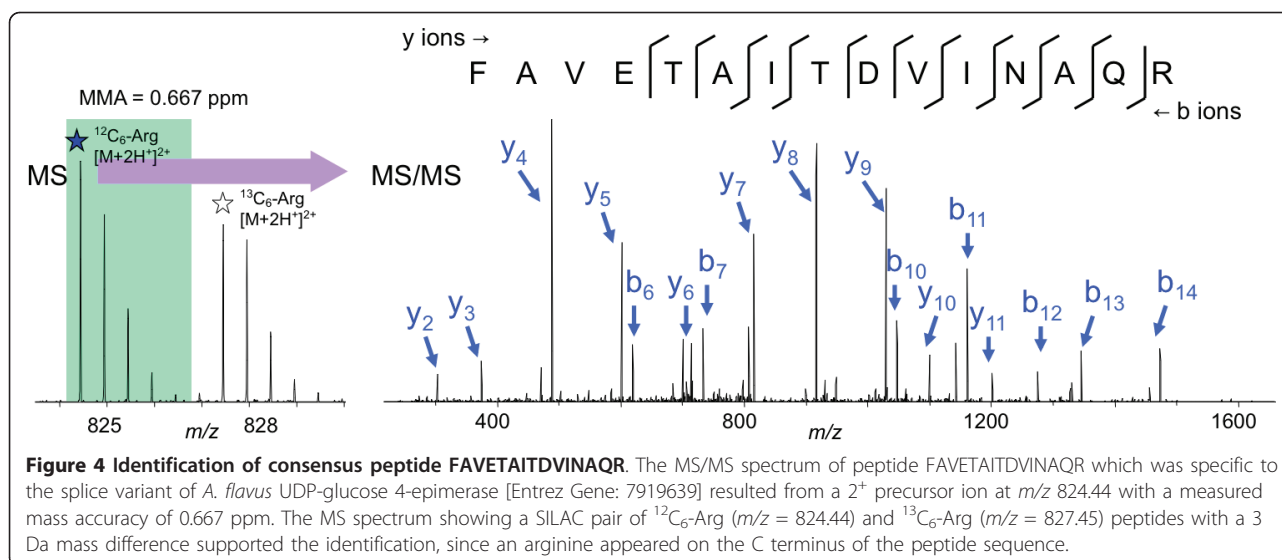 y ions →
F A V E T A I T D V I N A Q R
← b ions
MMA = 0.667 ppm
¹²C₆-Arg
[M+2H⁺]²⁺
MS
¹³C₆-Arg
[M+2H⁺]²⁺
MS/MS
y₂
y₃
y₄
y₅
b₆
y₆
b₇
y₇
y₈
y₉
b₁₀
y₁₀
b₁₁
y₁₁
b₁₂
b₁₃
b₁₄
825
m/z
828
400
800
m/z
1200
1600
Figure 4 Identification of consensus peptide FAVETAITDVINAQR. The MS/MS spectrum of peptide FAVETAITDVINAQR which was specific to
the splice variant of A. flavus UDP-glucose 4-epimerase [Entrez Gene: 7919639] resulted from a 2⁺ precursor ion at m/z 824.44 with a measured
mass accuracy of 0.667 ppm. The MS spectrum showing a SILAC pair of ¹²C₆-Arg (m/z = 824.44) and ¹³C₆-Arg (m/z = 827.45) peptides with a 3
Da mass difference supported the identification, since an arginine appeared on the C terminus of the peptide sequence.